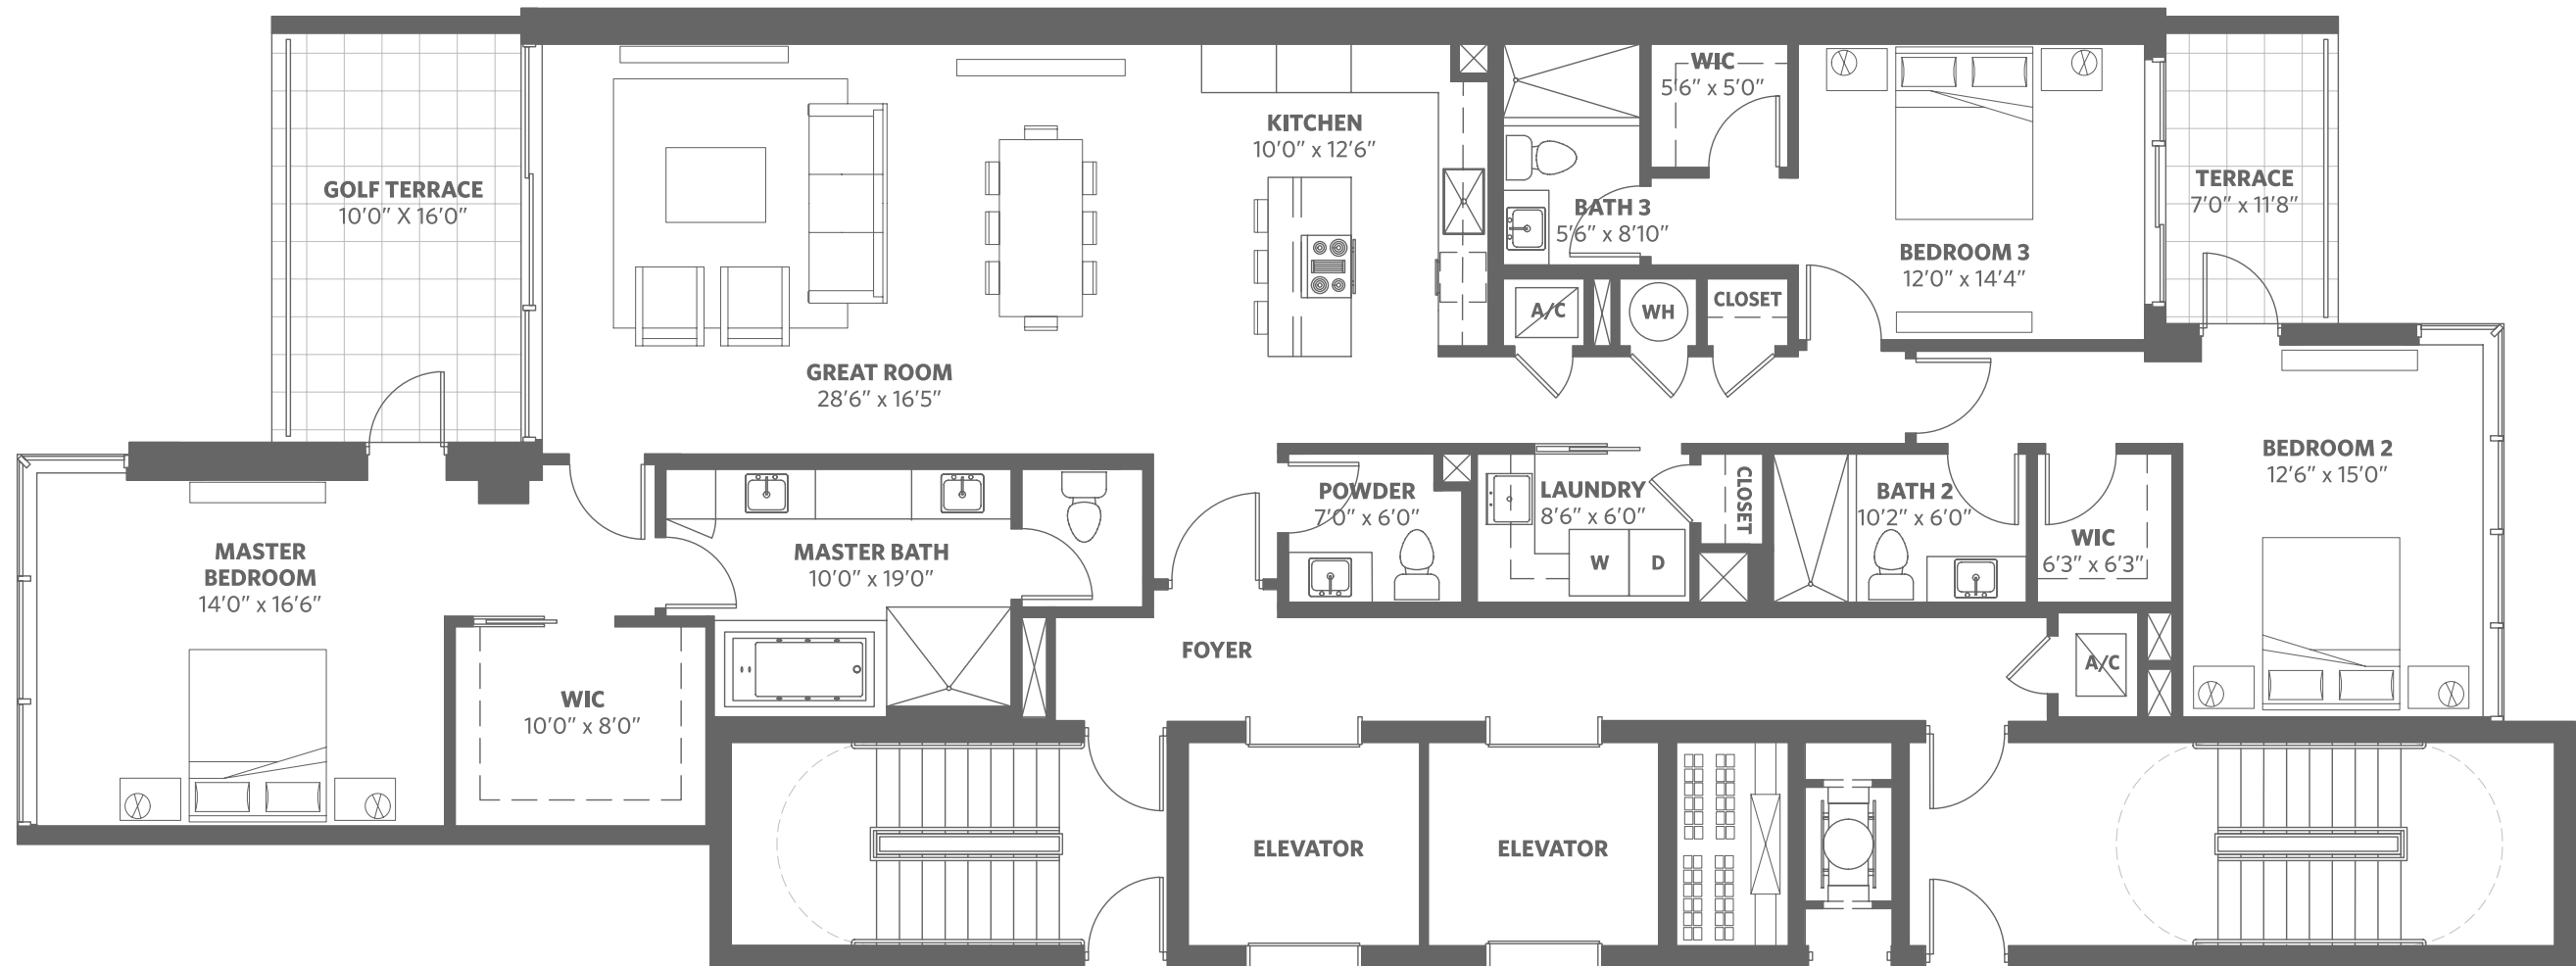 GOLF TERRACE
10'0" X 16'0"
GREAT ROOM
28'6" x 16'5"
KITCHEN
10'0" x 12'6"
WIC
5'6" x 5'0"
BATH 3
5'6" x 8'10"
BEDROOM 3
12'0" x 14'4"
TERRACE
7'0" x 11'8"
A/C
WH
CLOSET
MASTER
BEDROOM
14'0" x 16'6"
MASTER BATH
10'0" x 19'0"
WIC
10'0" x 8'0"
POWDER
7'0" x 6'0"
LAUNDRY
8'6" x 6'0"
W
D
CLOSET
BATH 2
10'2" x 6'0"
WIC
6'3" x 6'3"
BEDROOM 2
12'6" x 15'0"
FOYER
A/C
ELEVATOR
ELEVATOR